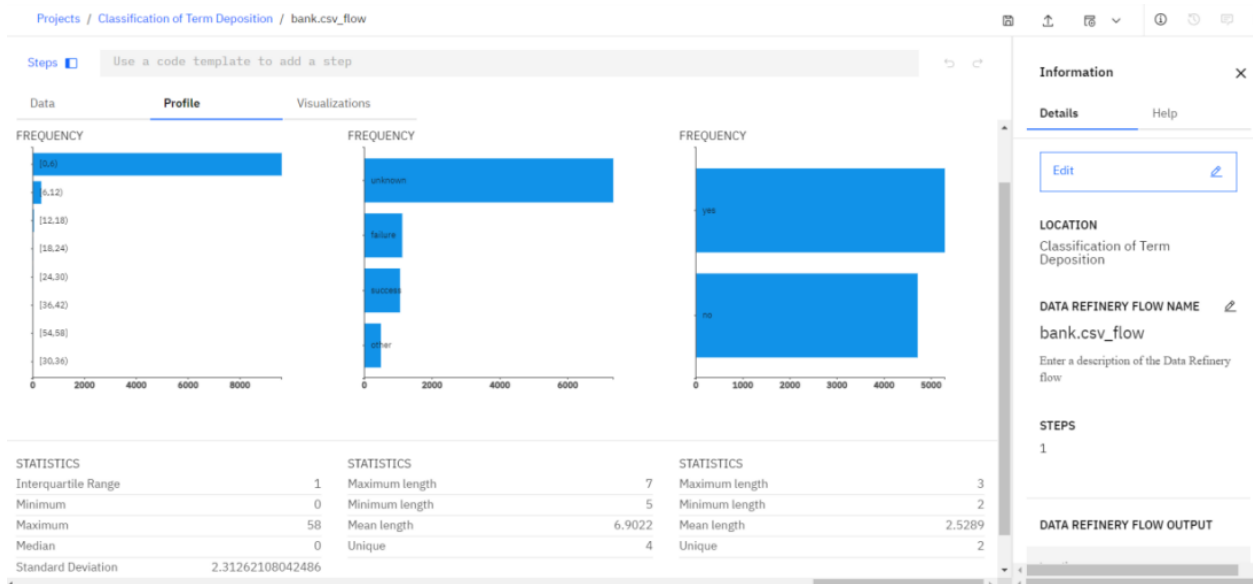 Projects / Classification of Term Deposition / bank.csv_flow
Steps
Use a code template to add a step
Data Profile Visualizations
FREQUENCY
[0,6)
[6,12)
[12,18)
[18,24)
[24,30)
[36,42)
[54,58]
[30,36)
0 2000 4000 6000 8000
FREQUENCY
unknown
failure
success
other
0 2000 4000 6000
FREQUENCY
yes
no
0 1000 2000 3000 4000 5000
STATISTICS
Interquartile Range 1
Minimum 0
Maximum 58
Median 0
Standard Deviation 2.31262108042486
STATISTICS
Maximum length 7
Minimum length 5
Mean length 6.9022
Unique 4
STATISTICS
Maximum length 3
Minimum length 2
Mean length 2.5289
Unique 2
Information
Details Help
Edit
LOCATION
Classification of Term
Deposition
DATA REFINERY FLOW NAME
bank.csv_flow
Enter a description of the Data Refinery
flow
STEPS
1
DATA REFINERY FLOW OUTPUT